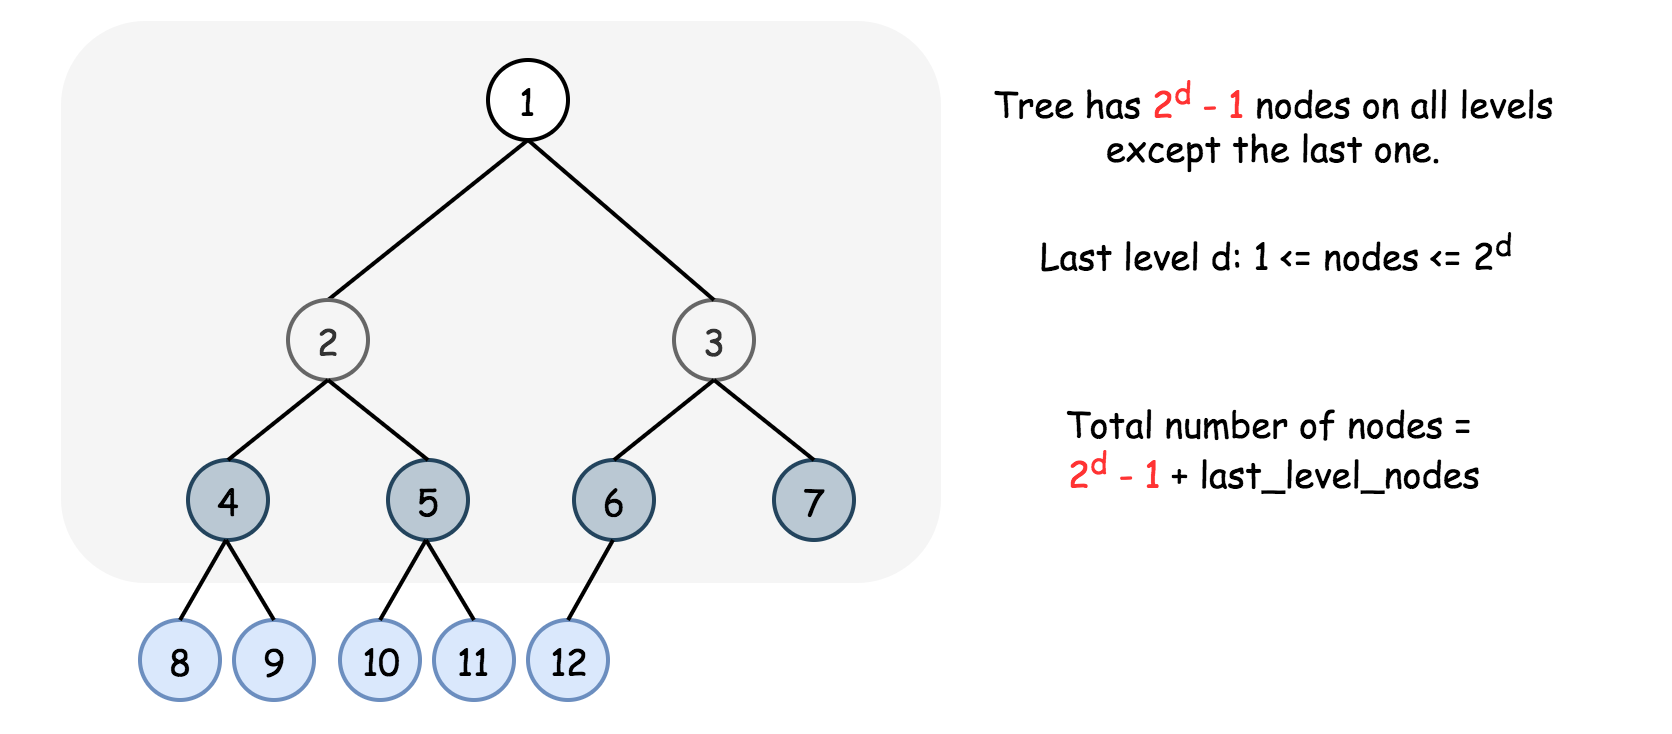 1
Tree has 2^d - 1 nodes on all levels
except the last one.
Last level d: 1 <= nodes <= 2^d
2
3
Total number of nodes =
2^d - 1 + last_level_nodes
4
5
6
7
8
9
10
11
12